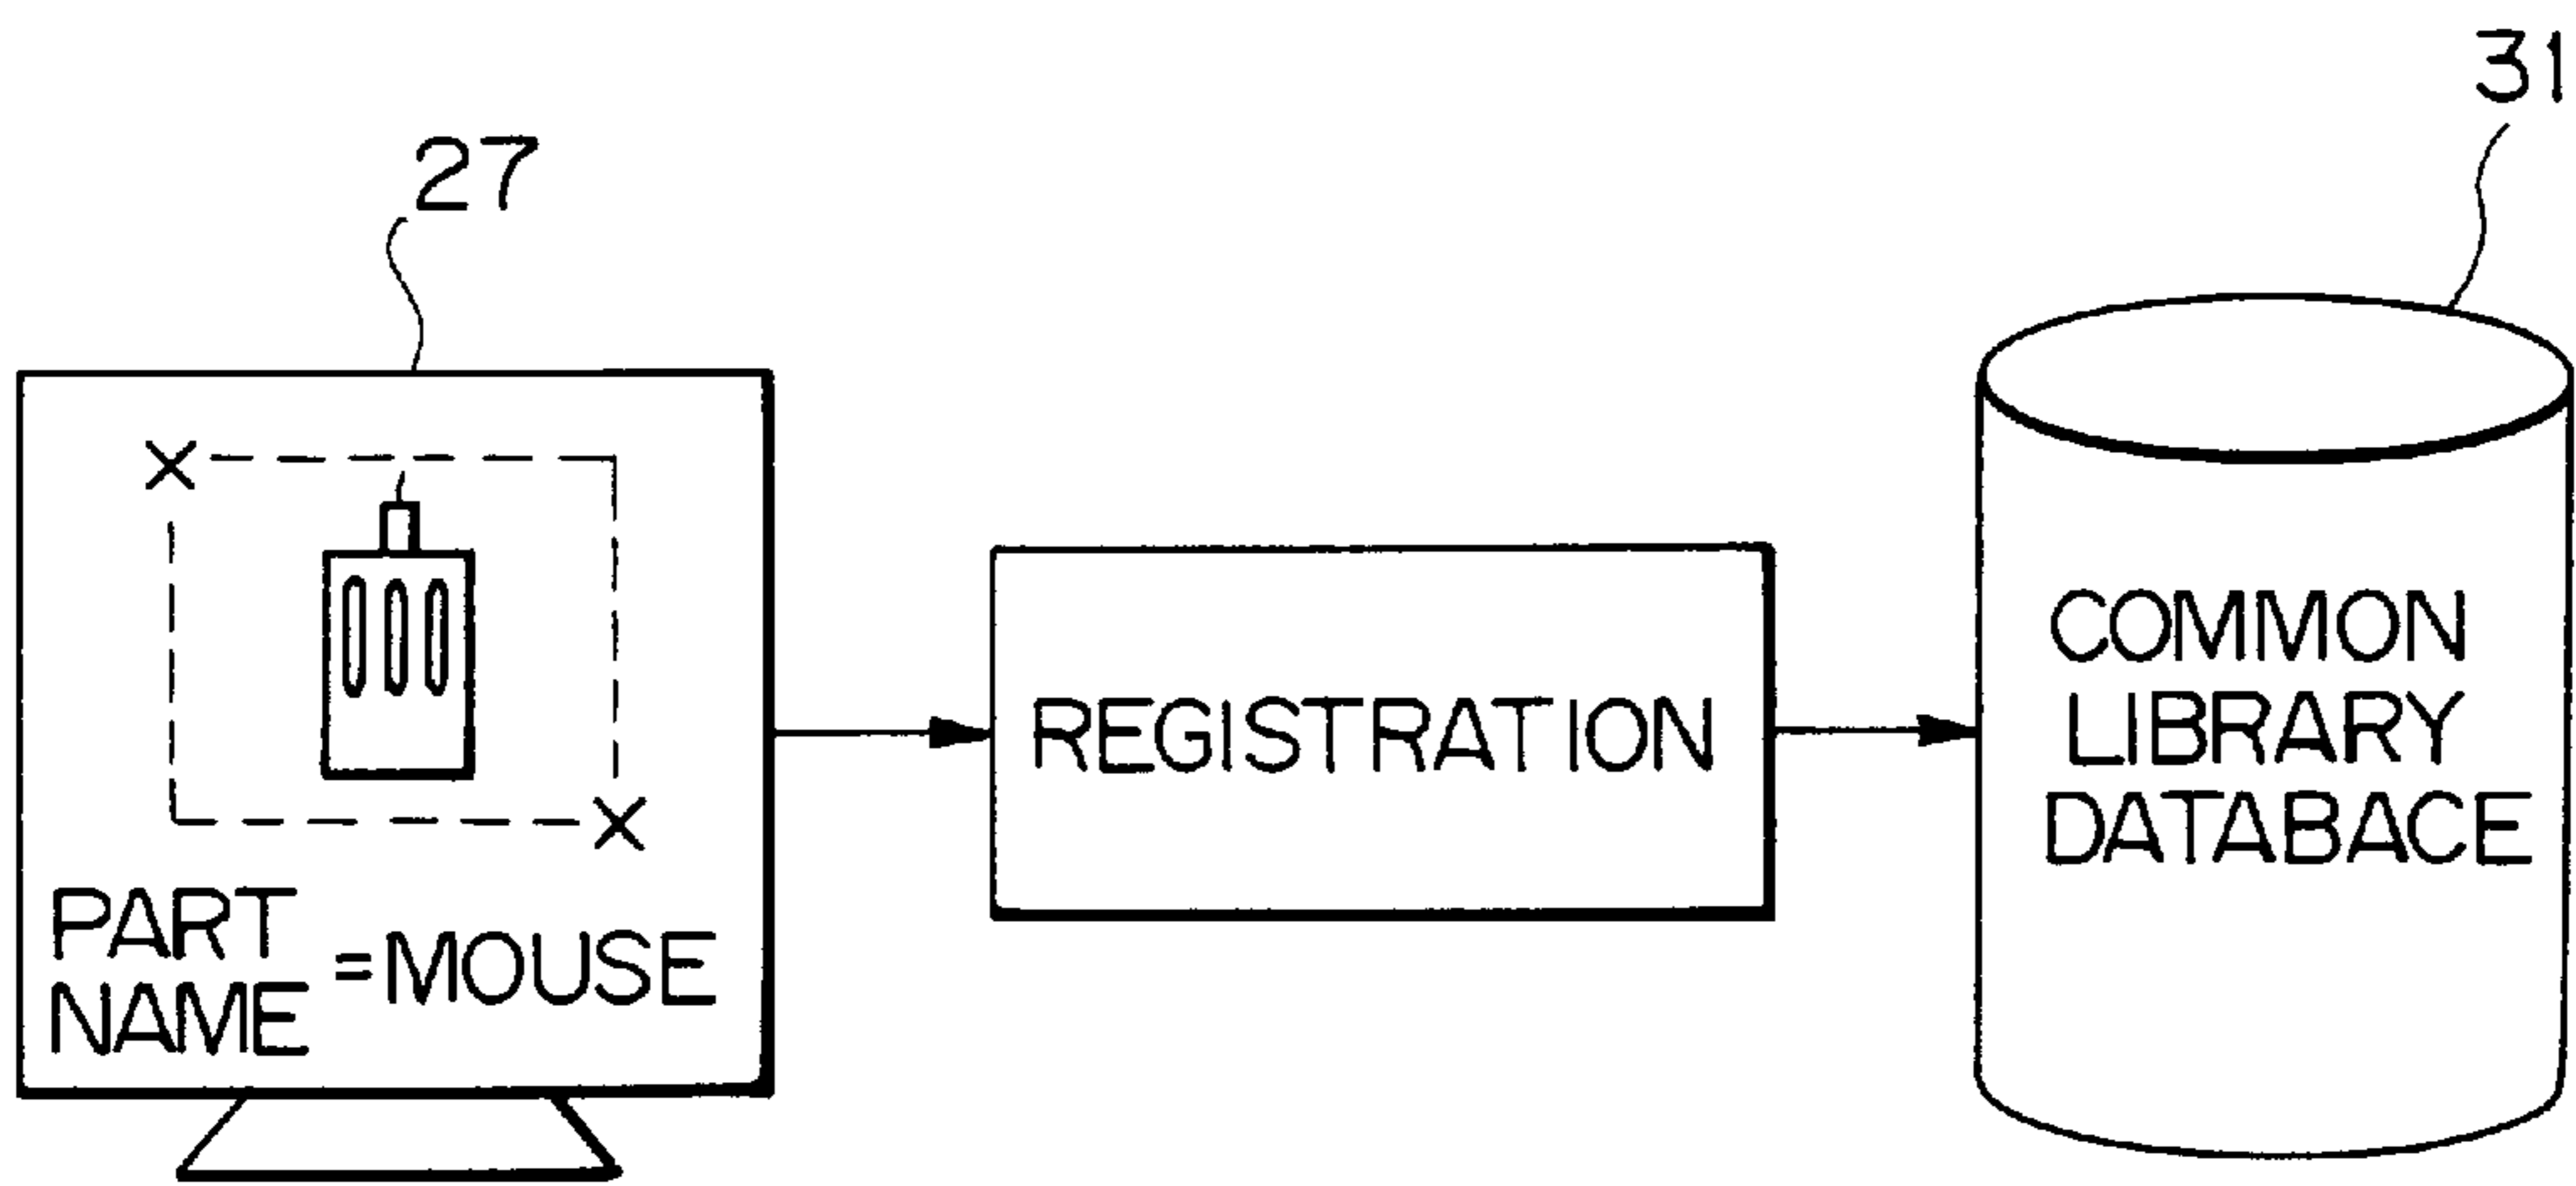 31
27
PART
NAME = MOUSE
REGISTRATION
COMMON
LIBRARY
DATABACE